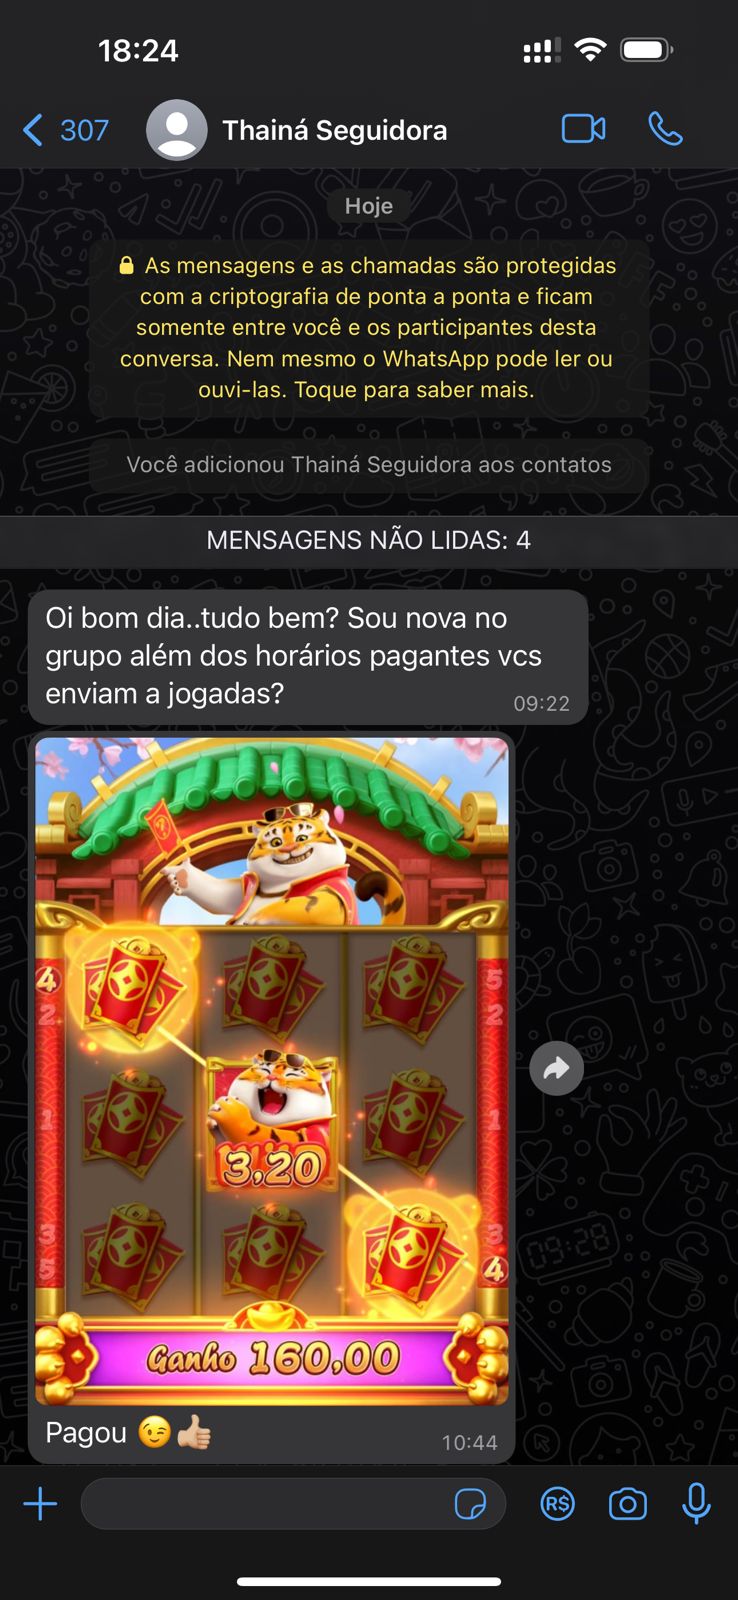 18:24
307
Thainá Seguidora
Hoje
As mensagens e as chamadas são protegidas
com a criptografia de ponta a ponta e ficam
somente entre você e os participantes desta
conversa. Nem mesmo o WhatsApp pode ler ou
ouvi-las. Toque para saber mais.
Você adicionou Thainá Seguidora aos contatos
MENSAGENS NÃO LIDAS: 4
Oi bom dia..tudo bem? Sou nova no
grupo além dos horários pagantes vcs
enviam a jogadas?
09:22
4
5
2
2
1
1
3,20
3
3
5
4
Ganho 160,00
Pagou 😉👍🏼
10:44
R$